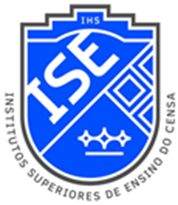 IHS
ISE
INSTITUTOS SUPERIORES DE ENSINO DO CENSA